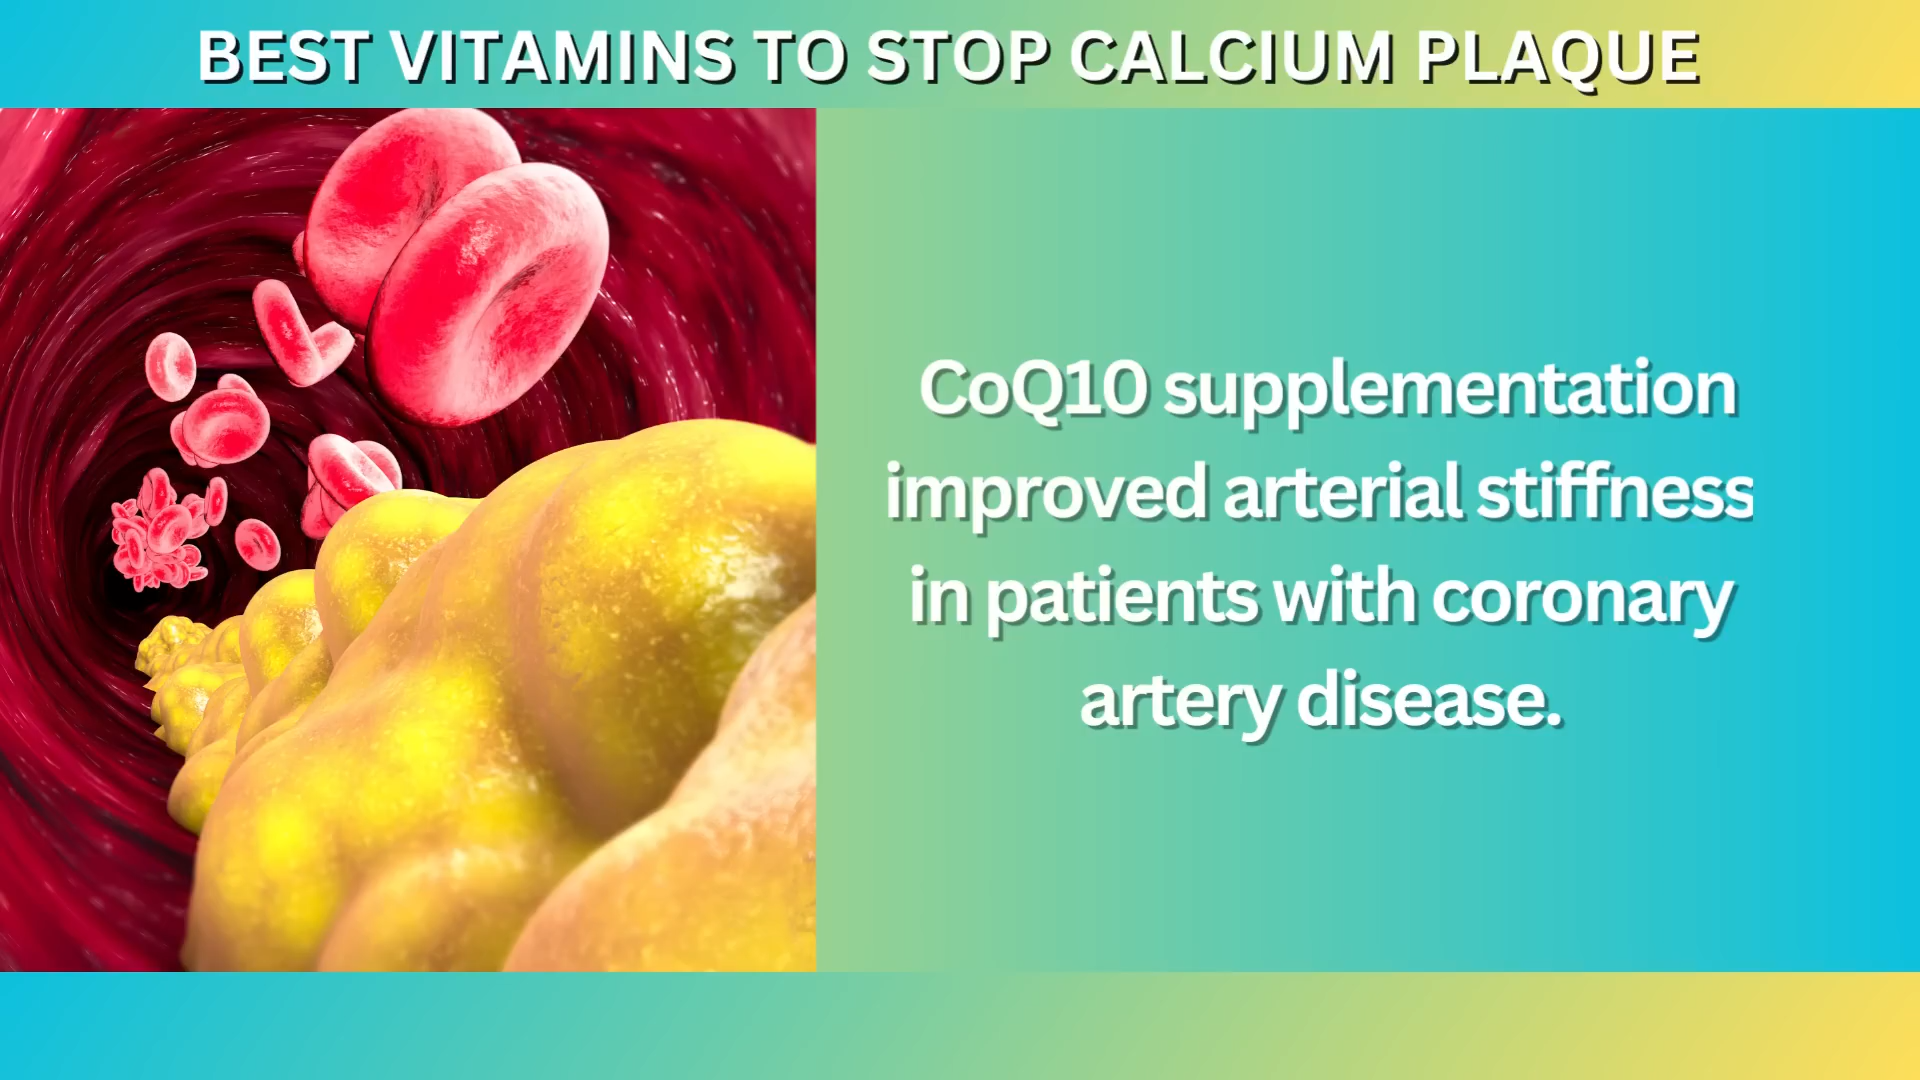 BEST VITAMINS TO STOP CALCIUM PLAQUE
CoQ10 supplementation
improved arterial stiffness
in patients with coronary
artery disease.